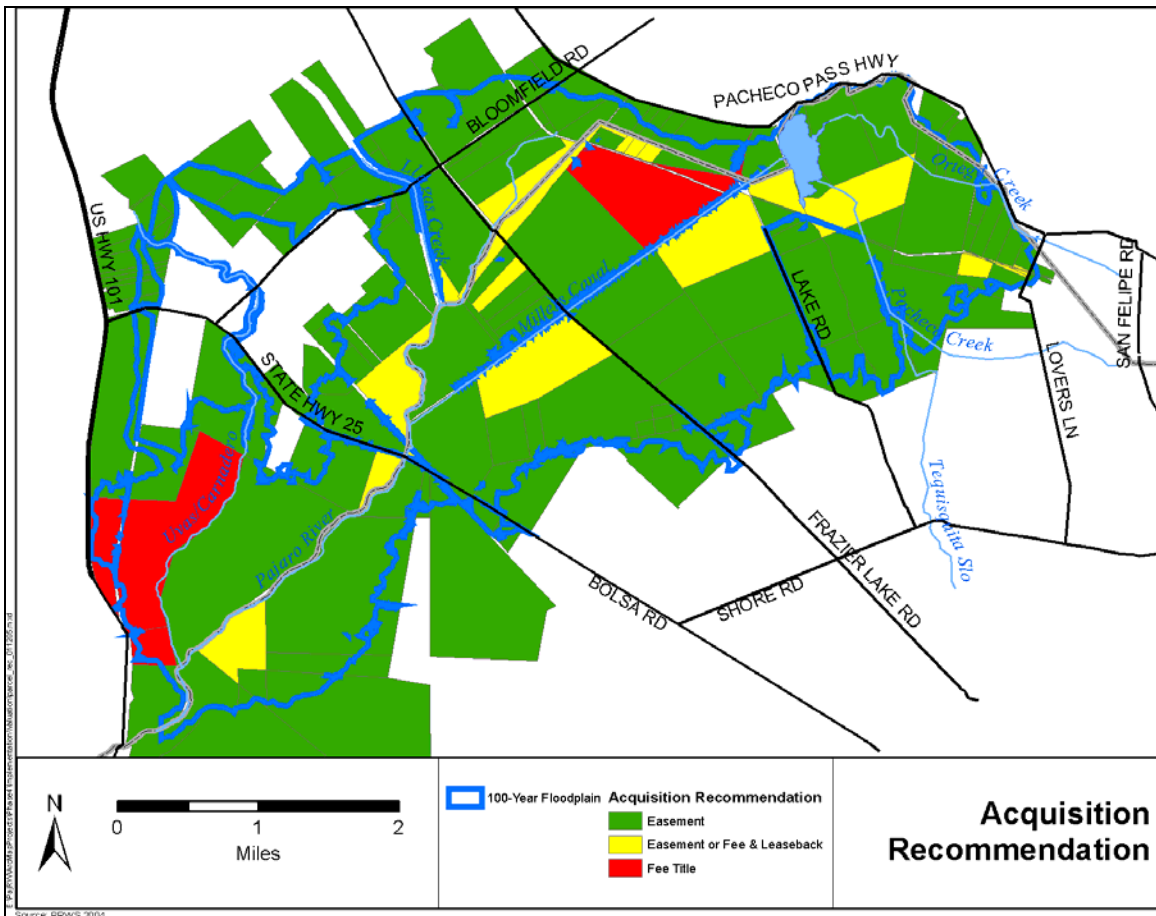 BLOOMFIELD RD
PACHECO PASS HWY
Llagas Creek
Ortega Creek
US HWY 101
SAN FELIPE RD
Millers Canal
LAKE RD
Pacheco Creek
LOVERS LN
STATE HWY 25
Uvas/Carnadero
Tequisquita Slo
Pajaro River
FRAZIER LAKE RD
SHORE RD
BOLSA RD
N
0 1 2
Miles
100-Year Floodplain
Acquisition Recommendation
Easement
Easement or Fee & Leaseback
Fee Title
Acquisition
Recommendation